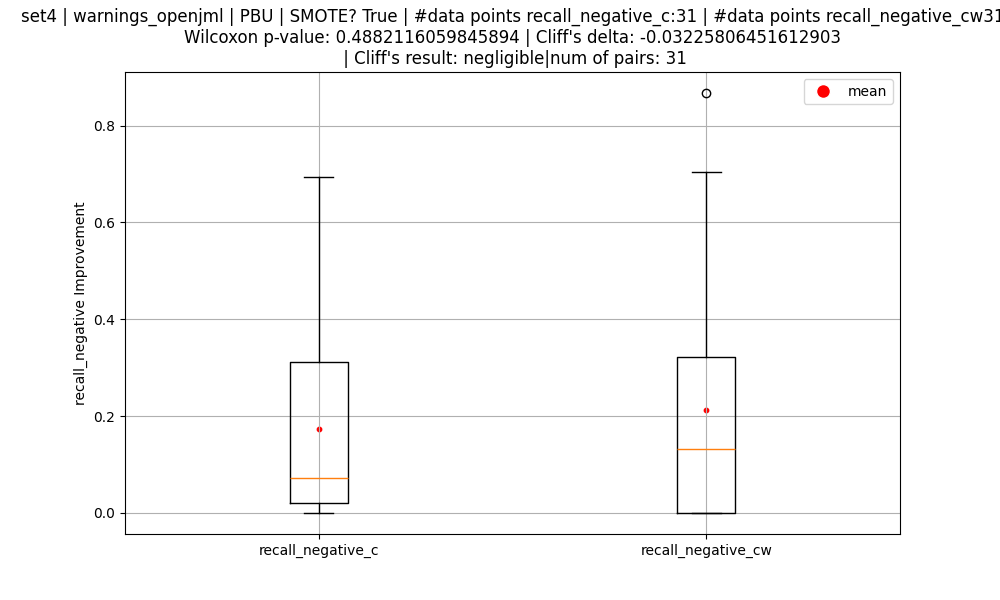 set4 | warnings_openjml | PBU | SMOTE? True | #data points recall_negative_c:31 | #data points recall_negative_cw31
Wilcoxon p-value: 0.4882116059845894 | Cliff's delta: -0.03225806451612903
| Cliff's result: negligible|num of pairs: 31
mean
0.8
0.6
0.4
0.2
0.0
recall_negative Improvement
recall_negative_c
recall_negative_cw